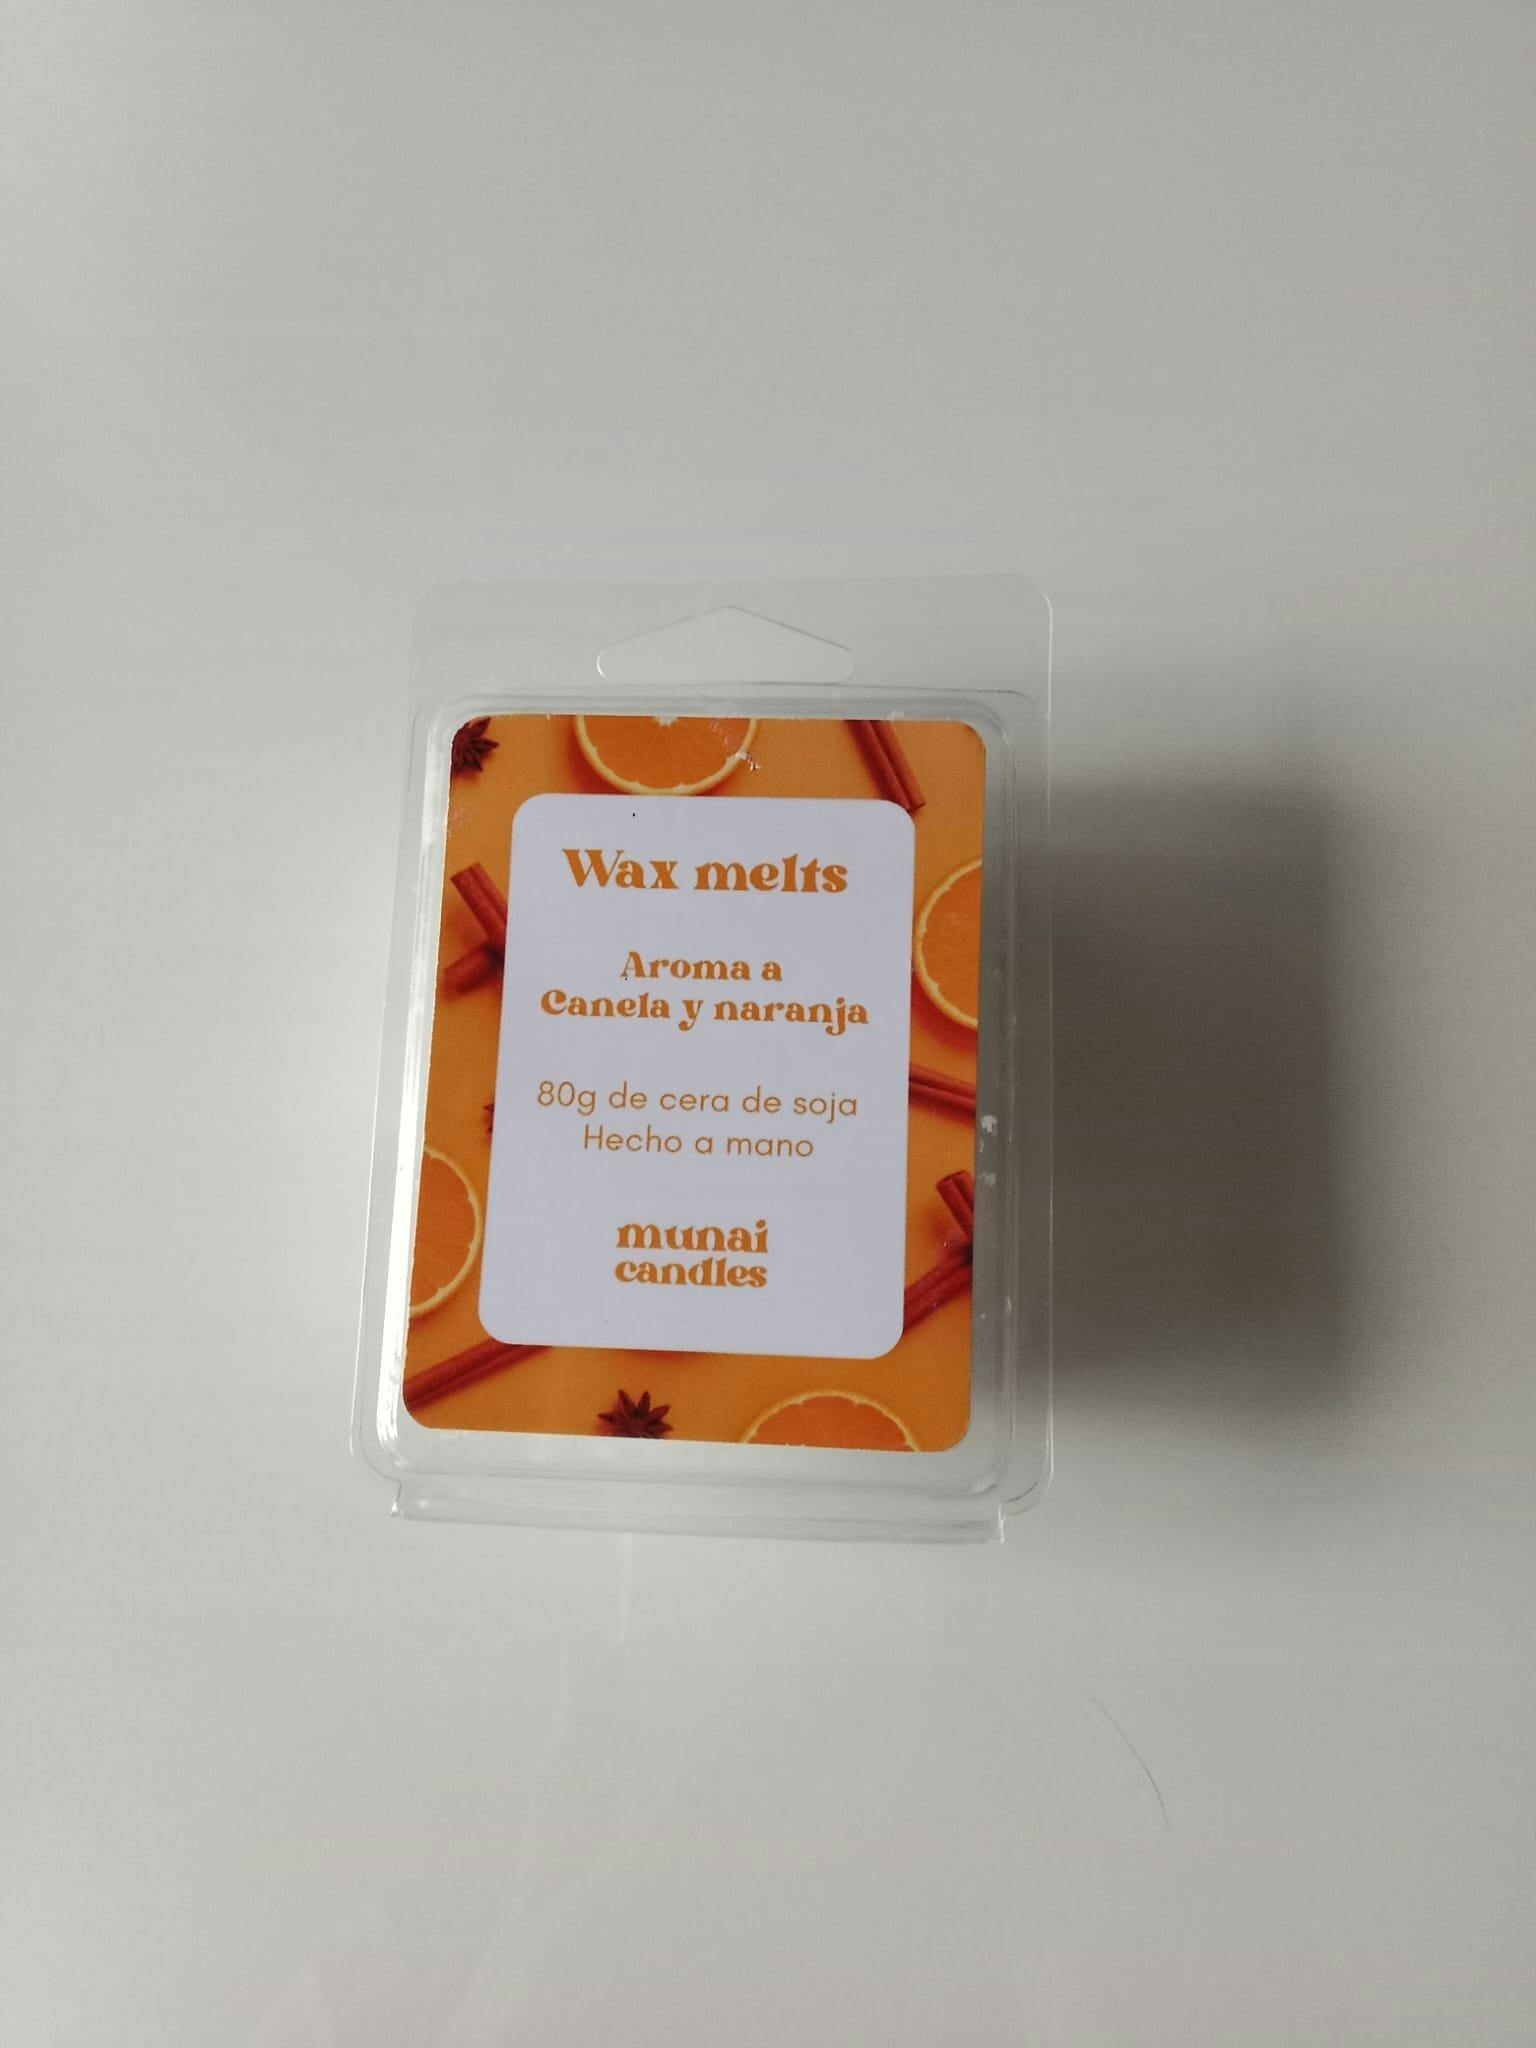 Wax melts
Aroma a
Canela y naranja
80g de cera de soja
Hecho a mano
munai
candles